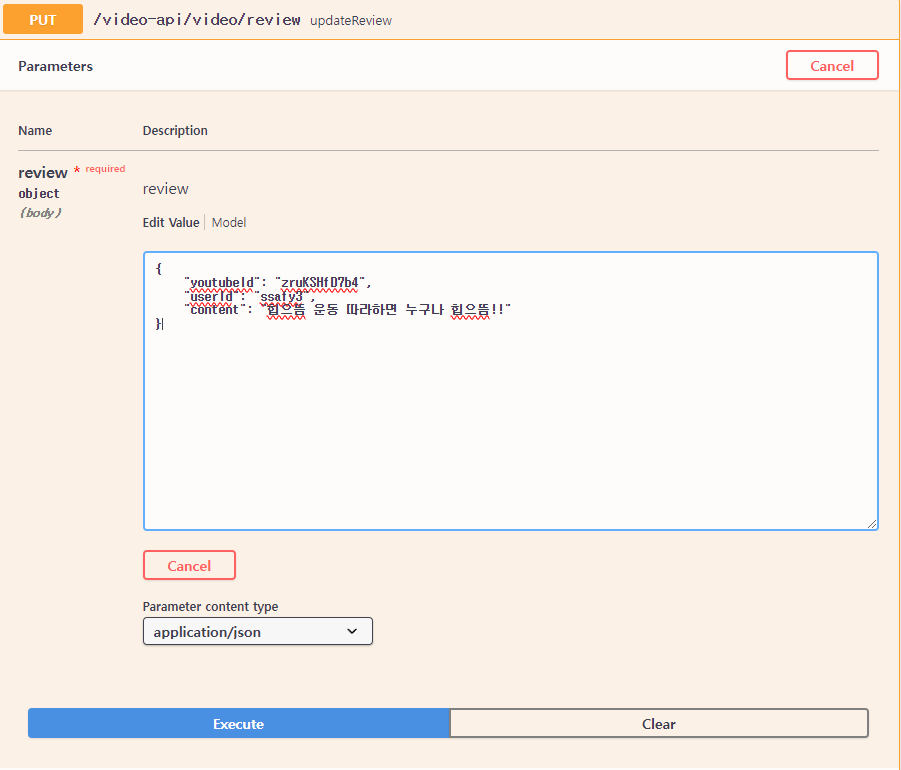 PUT /video-api/video/review updateReview
Parameters Cancel
Name Description
review * required
object
(body)
review
Edit Value Model
{
"youtubeId": "zruKSHfD7b4",
"userId": "ssafy3",
"content": "힙으뜸 운동 따라하면 누구나 힙으뜸!!"
}
Cancel
Parameter content type
application/json
Execute Clear